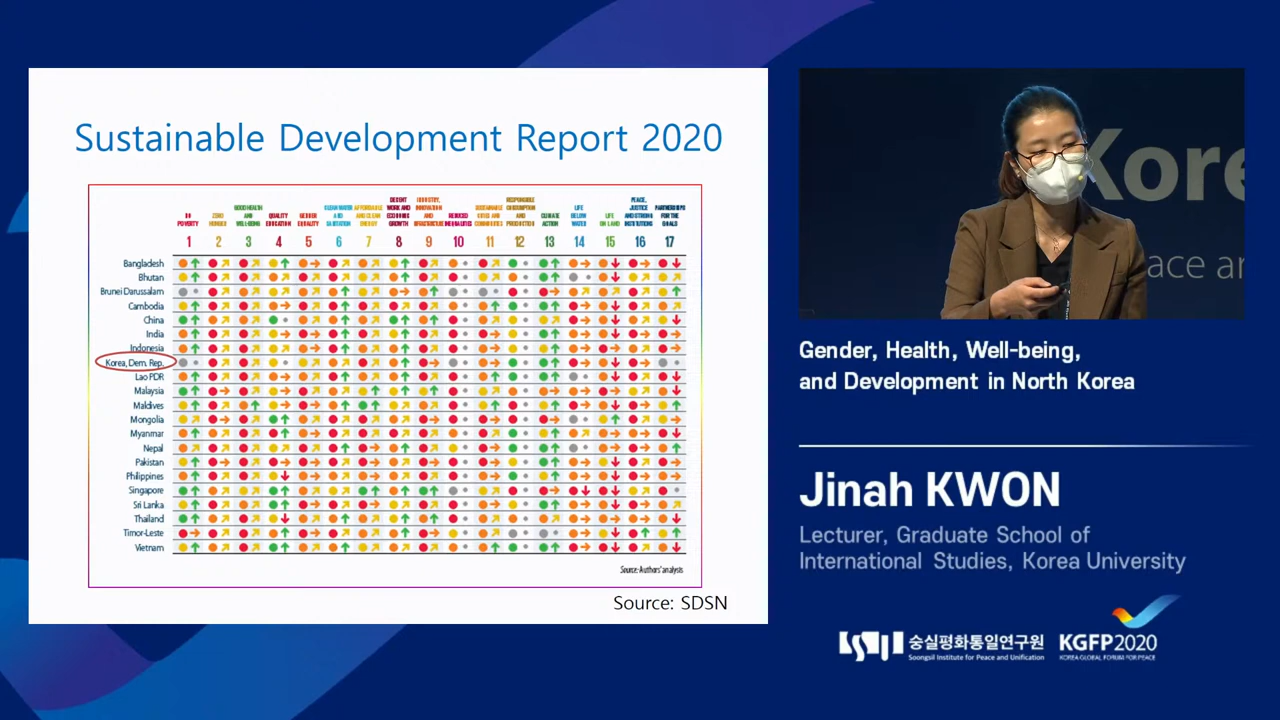 Sustainable Development Report 2020
NO
POVERTY
ZERO
HUNGER
GOOD HEALTH
AND
WELL-BEING
QUALITY
EDUCATION
GENDER
EQUALITY
CLEAN WATER
AND
SANITATION
AFFORDABLE
AND CLEAN
ENERGY
DECENT
WORK AND
ECONOMIC
GROWTH
INDUSTRY,
INNOVATION
AND
INFRASTRUCTURE
REDUCED
INEQUALITIES
SUSTAINABLE
CITIES AND
COMMUNITIES
RESPONSIBLE
CONSUMPTION
AND
PRODUCTION
CLIMATE
ACTION
LIFE
BELOW
WATER
LIFE
ON LAND
PEACE,
JUSTICE
AND STRONG
INSTITUTIONS
PARTNERSHIPS
FOR THE
GOALS
1 2 3 4 5 6 7 8 9 10 11 12 13 14 15 16 17
Bangladesh
Bhutan
Brunei Darussalam
Cambodia
China
India
Indonesia
Korea, Dem. Rep.
Lao PDR
Malaysia
Maldives
Mongolia
Myanmar
Nepal
Pakistan
Philippines
Singapore
Sri Lanka
Thailand
Timor-Leste
Vietnam
Source: Authors' analysis
Source: SDSN
Kore
ace an
Gender, Health, Well-being,
and Development in North Korea
Jinah KWON
Lecturer, Graduate School of
International Studies, Korea University
SSIPU 숭실평화통일연구원
Soongsil Institute for Peace and Unification
KGFP2020
KOREA GLOBAL FORUM FOR PEACE